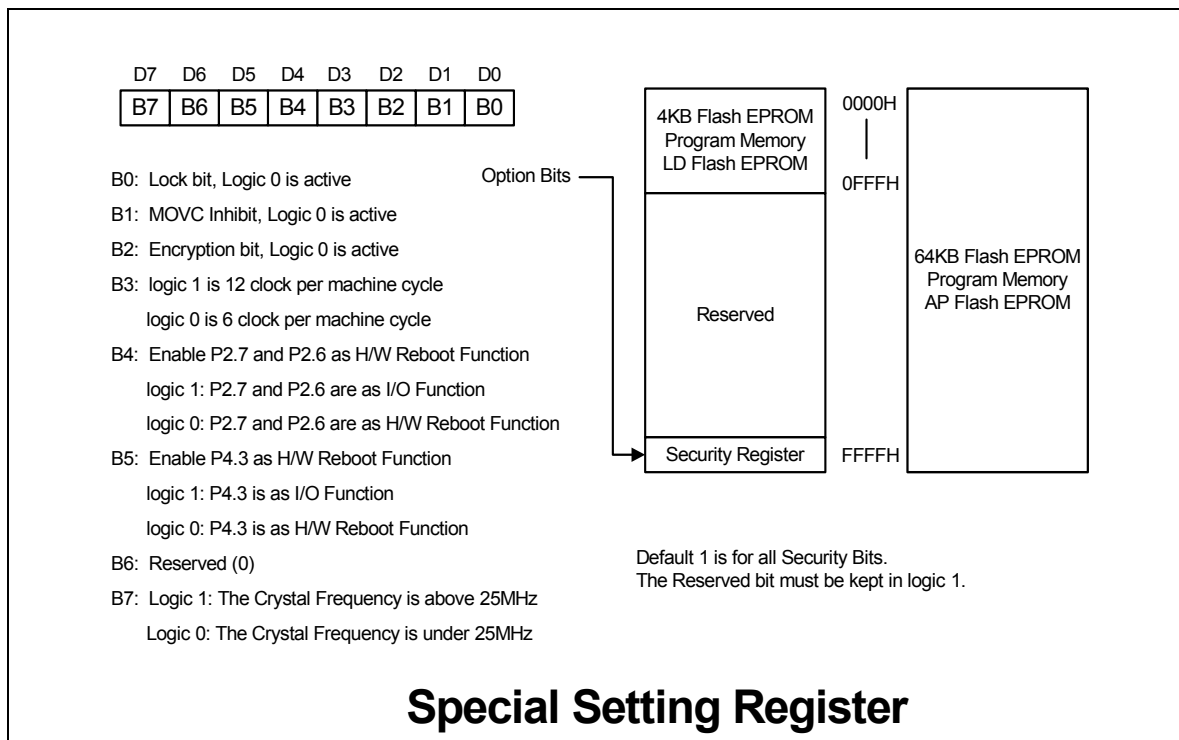 D7 D6 D5 D4 D3 D2 D1 D0
B7 B6 B5 B4 B3 B2 B1 B0
B0: Lock bit, Logic 0 is active
B1: MOVC Inhibit, Logic 0 is active
B2: Encryption bit, Logic 0 is active
B3: logic 1 is 12 clock per machine cycle
logic 0 is 6 clock per machine cycle
B4: Enable P2.7 and P2.6 as H/W Reboot Function
logic 1: P2.7 and P2.6 are as I/O Function
logic 0: P2.7 and P2.6 are as H/W Reboot Function
B5: Enable P4.3 as H/W Reboot Function
logic 1: P4.3 is as I/O Function
logic 0: P4.3 is as H/W Reboot Function
B6: Reserved (0)
B7: Logic 1: The Crystal Frequency is above 25MHz
Logic 0: The Crystal Frequency is under 25MHz
Option Bits
4KB Flash EPROM
Program Memory
LD Flash EPROM
Reserved
Security Register
0000H
0FFFH
FFFFH
64KB Flash EPROM
Program Memory
AP Flash EPROM
Default 1 is for all Security Bits.
The Reserved bit must be kept in logic 1.
Special Setting Register